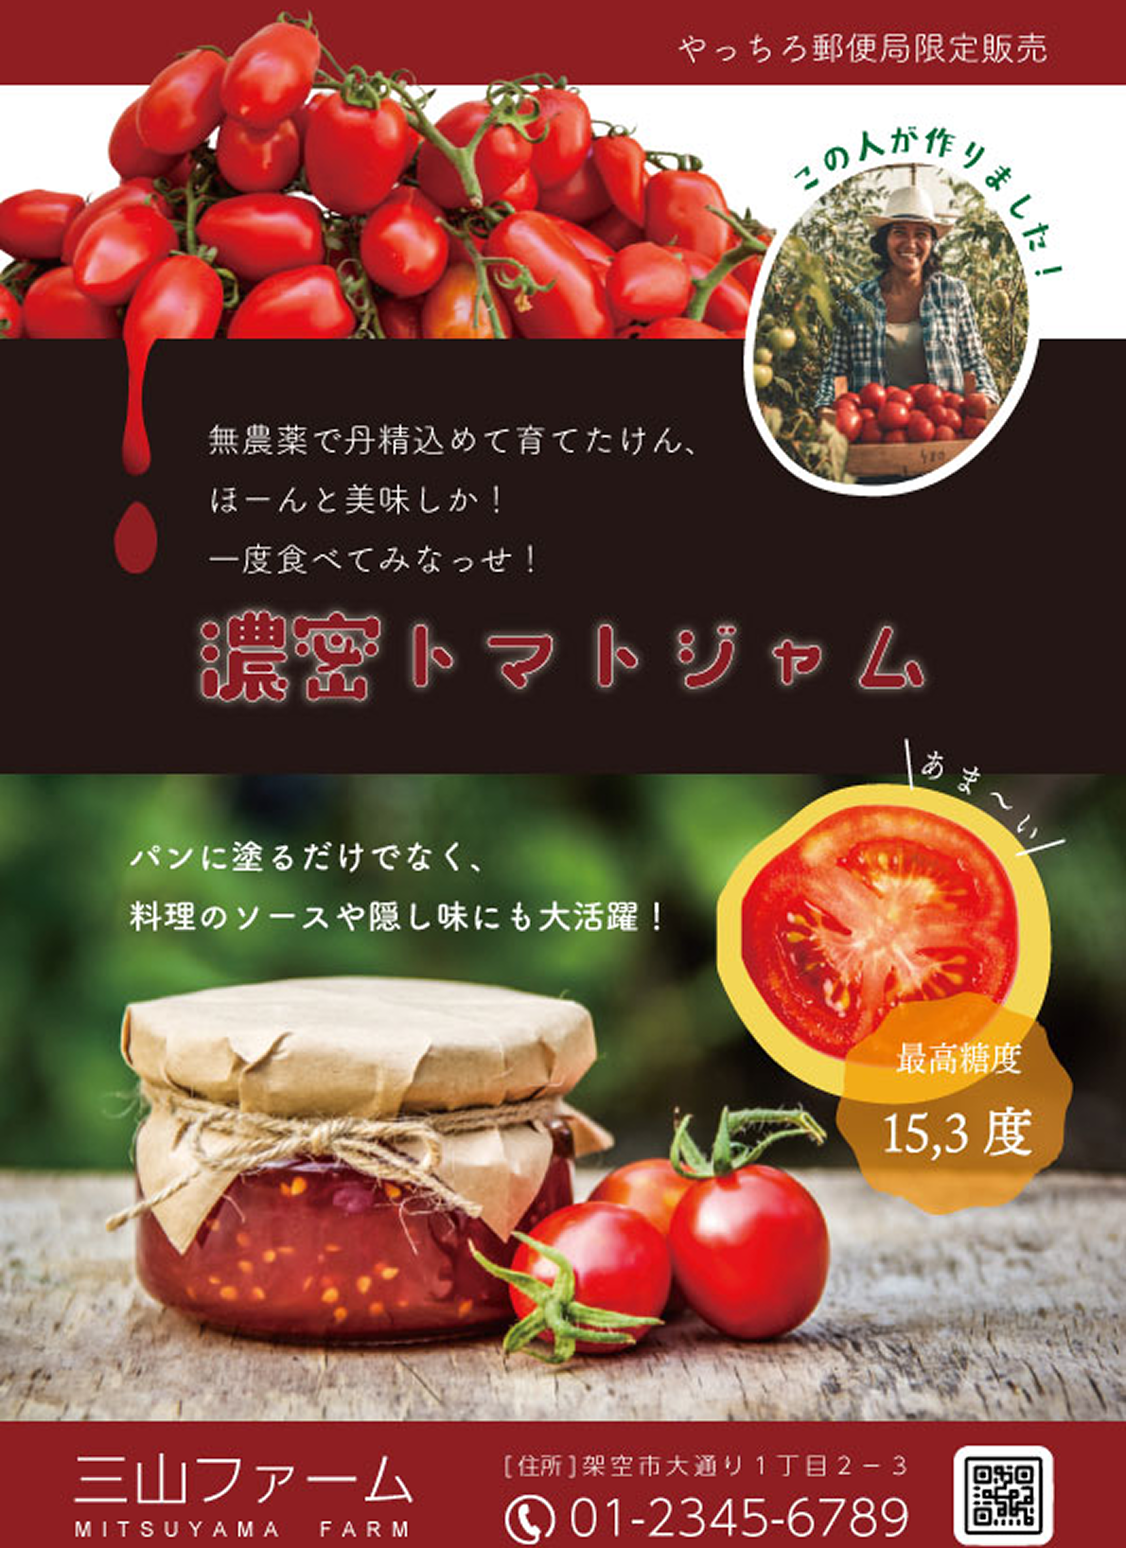 やっちろ郵便局限定販売
この人が作りました！
無農薬で丹精込めて育てたけん、
ほーんと美味しか！
一度食べてみなっせ！
濃密トマトジャム
あま〜い
パンに塗るだけでなく、
料理のソースや隠し味にも大活躍！
最高糖度
15,3 度
三山ファーム
MITSUYAMA FARM
[住所]架空市大通り１丁目２－３
01-2345-6789